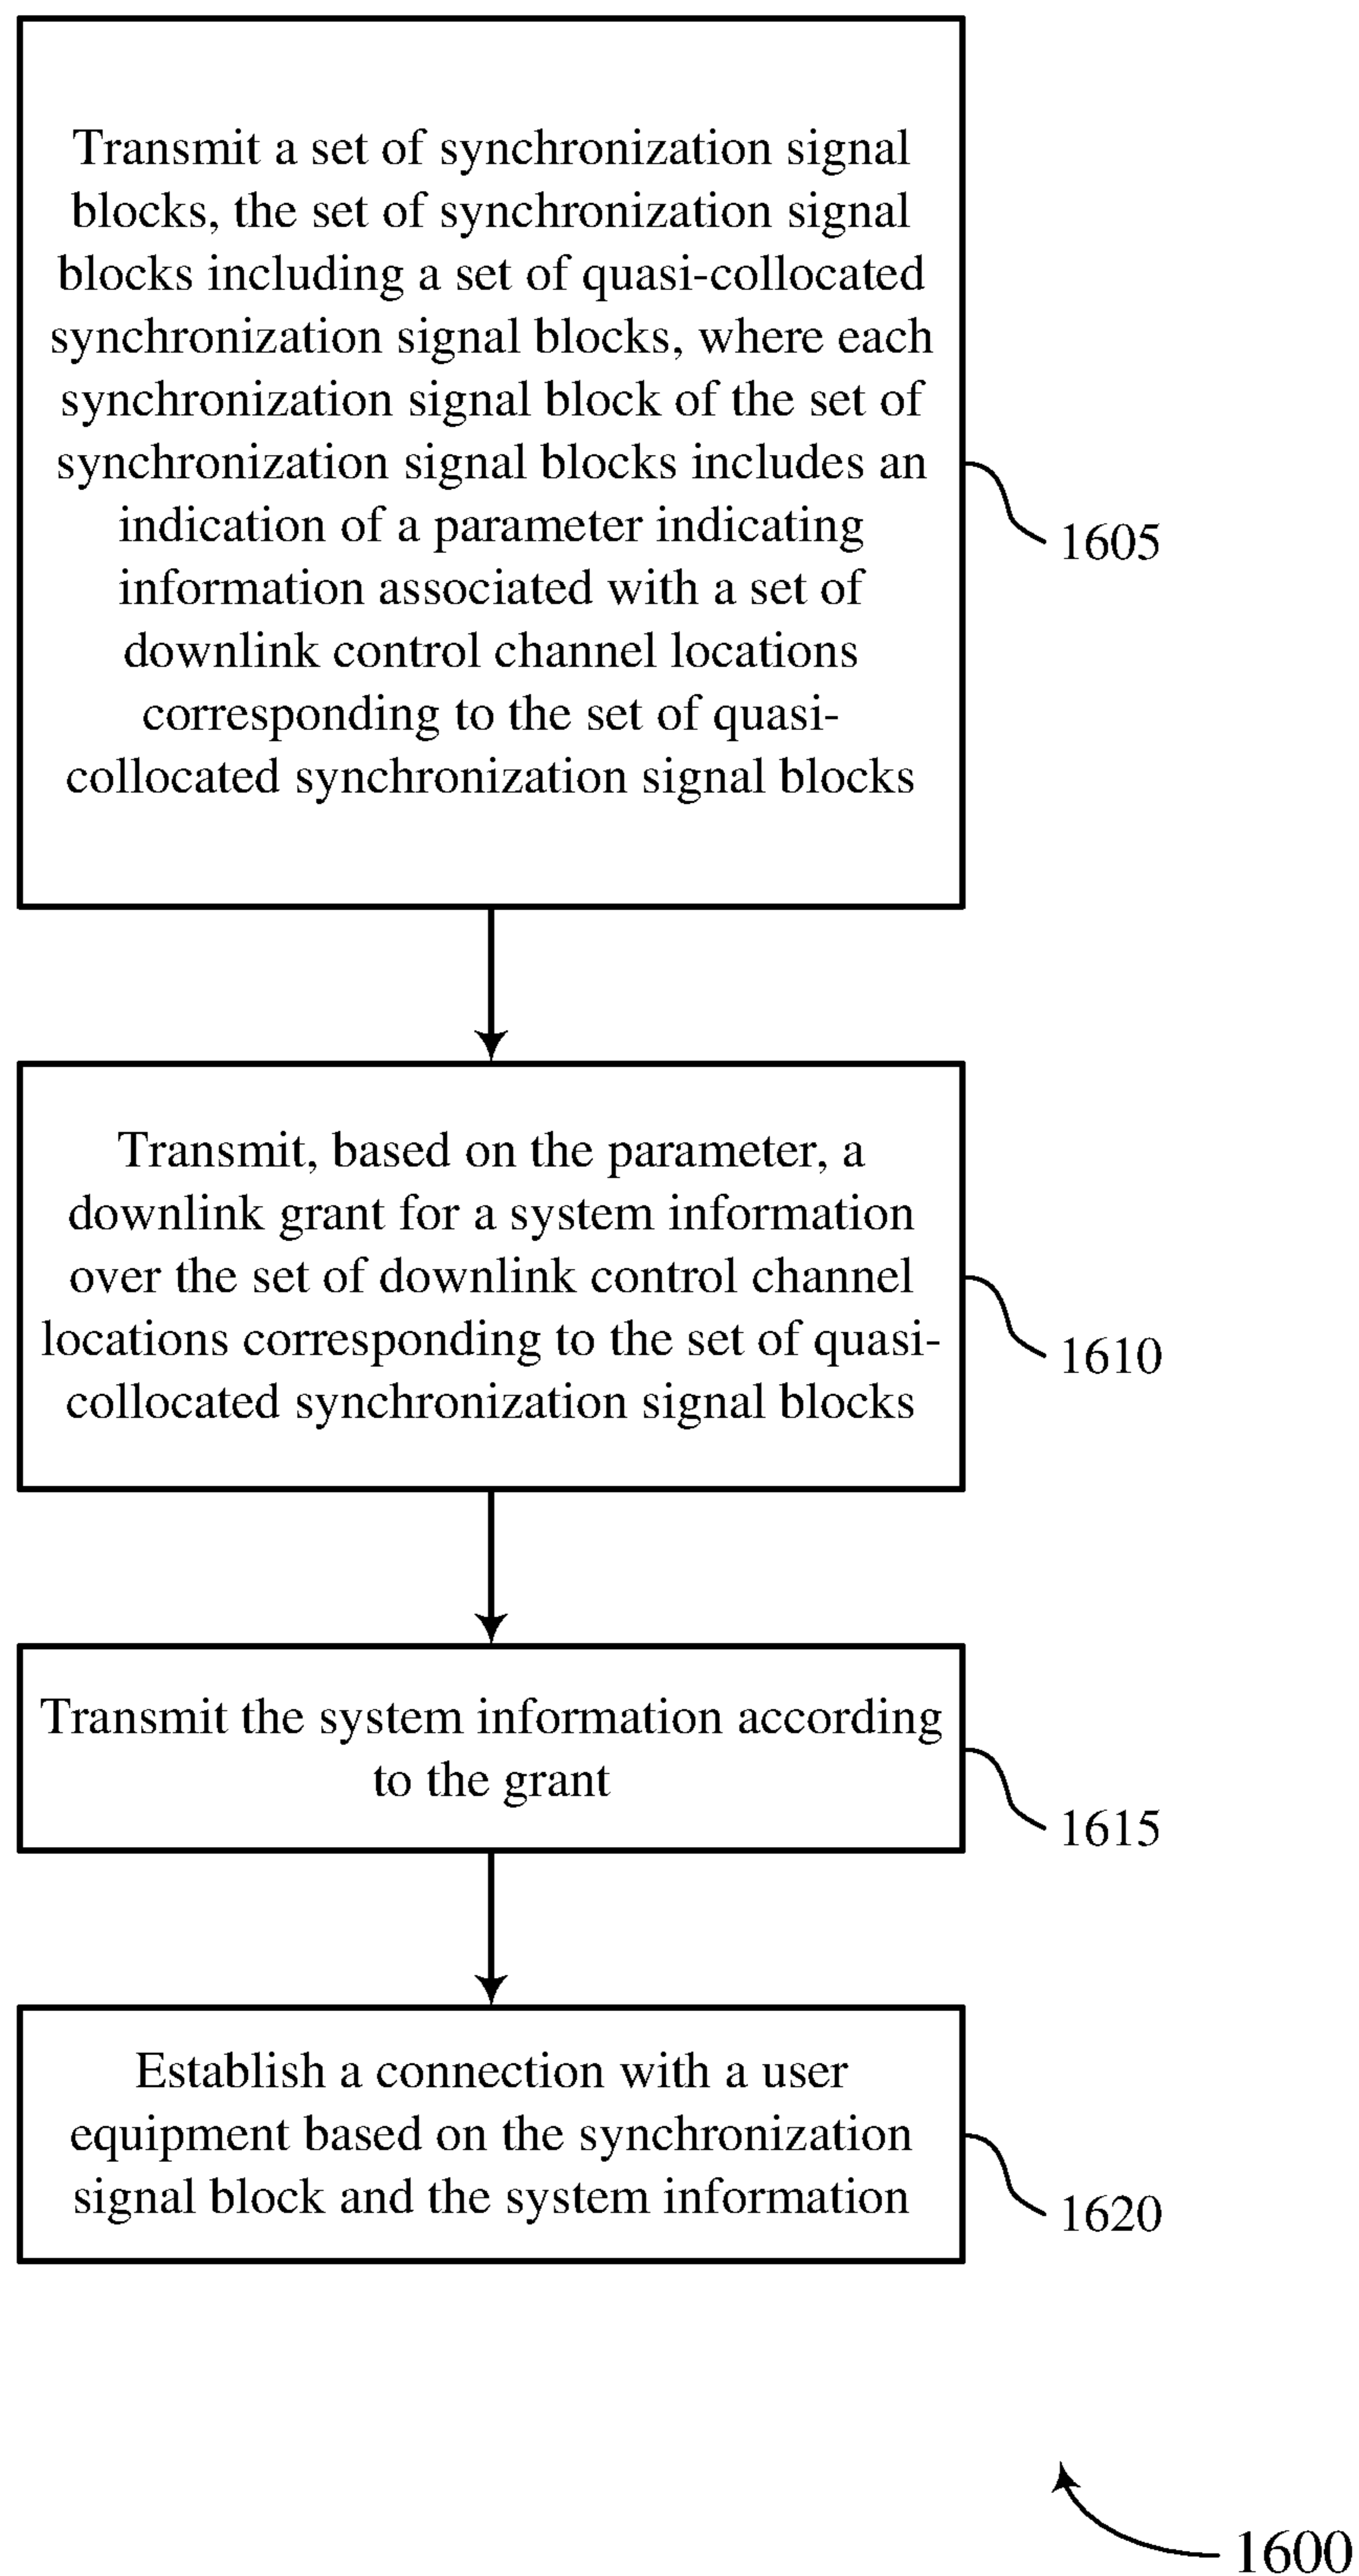 Transmit a set of synchronization signal
blocks, the set of synchronization signal
blocks including a set of quasi-collocated
synchronization signal blocks, where each
synchronization signal block of the set of
synchronization signal blocks includes an
indication of a parameter indicating
information associated with a set of
downlink control channel locations
corresponding to the set of quasi-
collocated synchronization signal blocks
1605
Transmit, based on the parameter, a
downlink grant for a system information
over the set of downlink control channel
locations corresponding to the set of quasi-
collocated synchronization signal blocks
1610
Transmit the system information according
to the grant
1615
Establish a connection with a user
equipment based on the synchronization
signal block and the system information
1620
1600